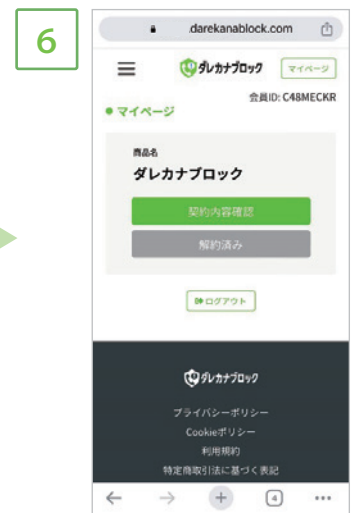 6
darekanablock.com
ダレカナブロック
マイページ
会員ID: C48MECKR
マイページ
商品名
ダレカナブロック
契約内容確認
解約済み
ログアウト
ダレカナブロック
プライバシーポリシー
Cookieポリシー
利用規約
特定商取引法に基づく表記
4